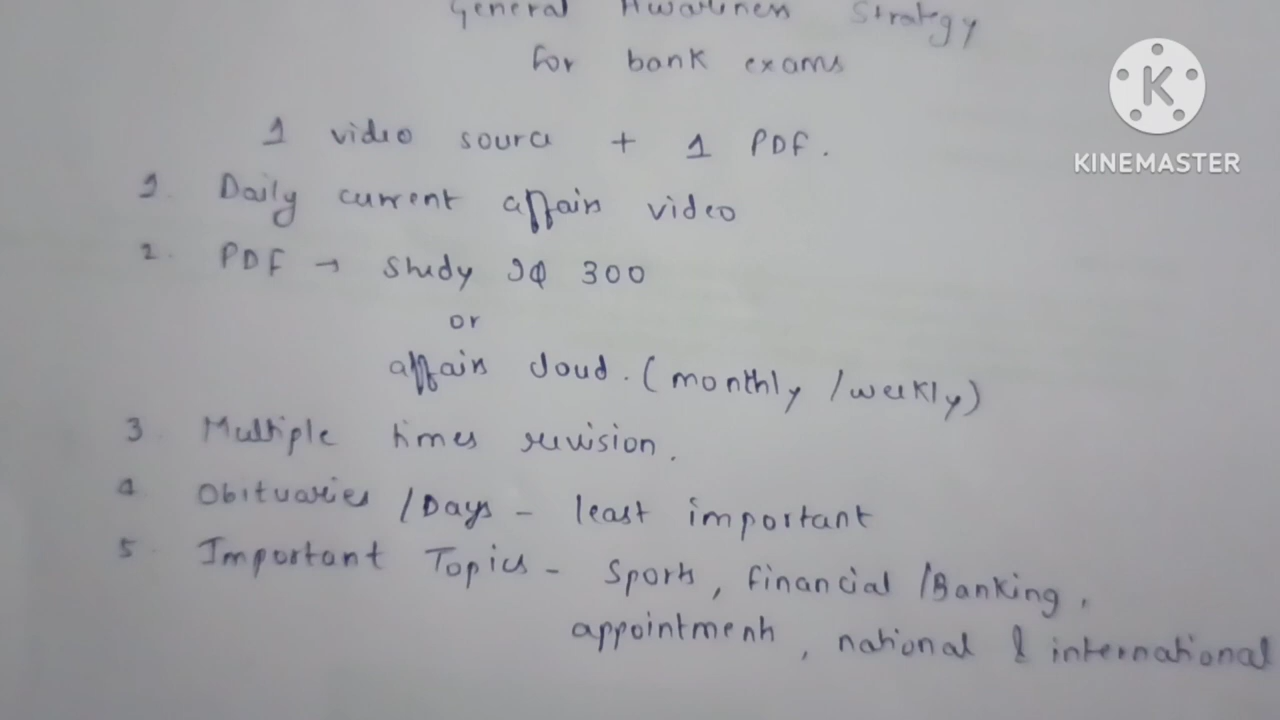 General Awareness Strategy
for bank exams
K
KINEMASTER
1 video source + 1 PDF.
1. Daily current affairs video
2. PDF → study IQ 300
or
affairs cloud. (monthly /weekly)
3. Multiple times revision.
4 Obituaries /Days - least important
5. Important Topics - Sports, financial /Banking,
appointment, national & international